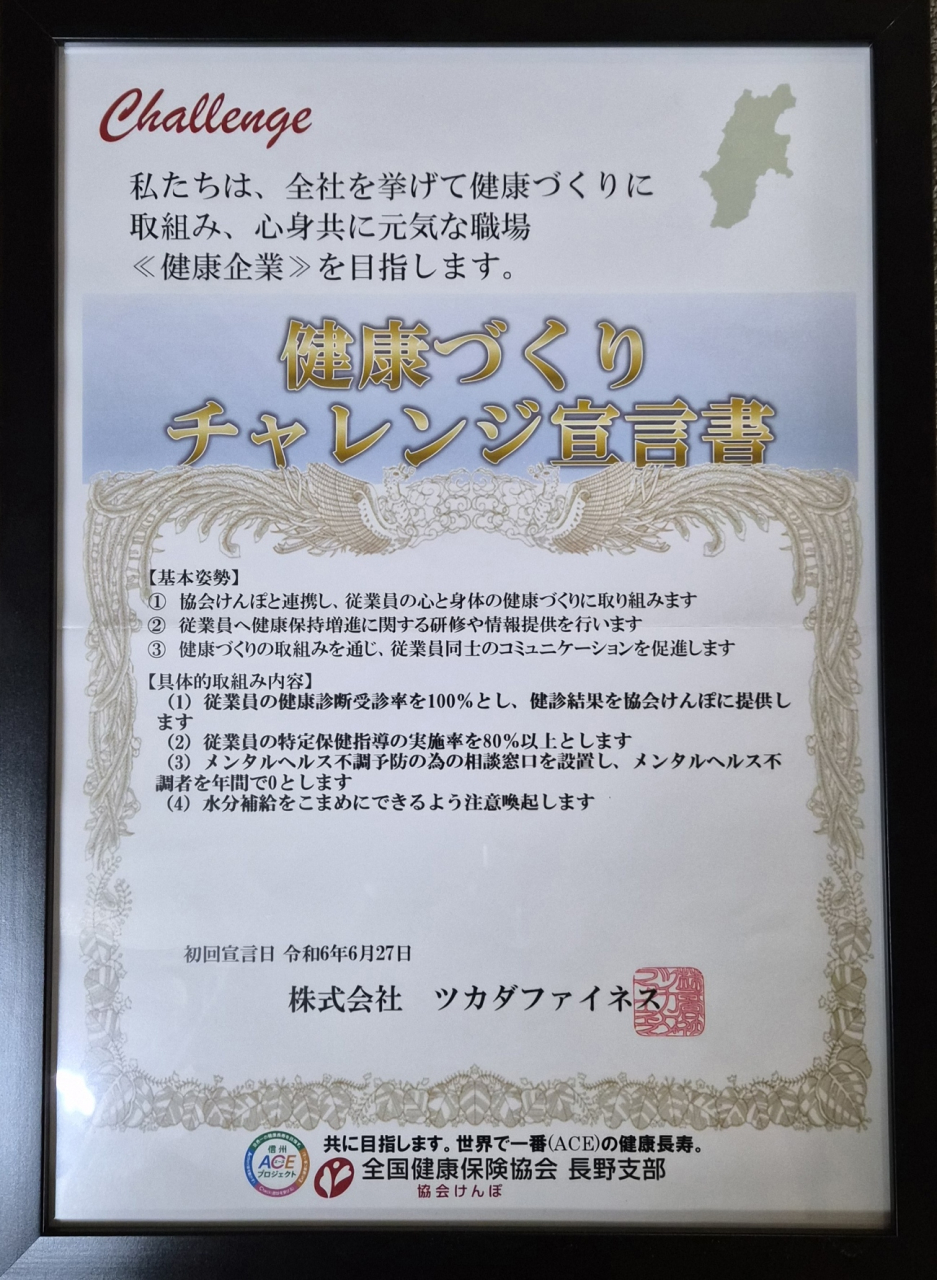 Challenge
私たちは、全社を挙げて健康づくりに
取組み、心身共に元気な職場
≪健康企業≫を目指します。
健康づくり
チャレンジ宣言書
【基本姿勢】
① 協会けんぽと連携し、従業員の心と身体の健康づくりに取り組みます
② 従業員へ健康保持増進に関する研修や情報提供を行います
③ 健康づくりの取組みを通じ、従業員同士のコミュニケーションを促進します
【具体的取組み内容】
（1）従業員の健康診断受診率を100％とし、健診結果を協会けんぽに提供し
ます
（2）従業員の特定保健指導の実施率を80％以上とします
（3）メンタルヘルス不調予防の為の相談窓口を設置し、メンタルヘルス不
調者を年間で0とします
（4）水分補給をこまめにできるよう注意喚起します
初回宣言日 令和6年6月27日
株式会社 ツカダファイネス
信州
ACE
プロジェクト
共に目指します。世界で一番(ACE)の健康長寿。
全国健康保険協会 長野支部
協会けんぽ